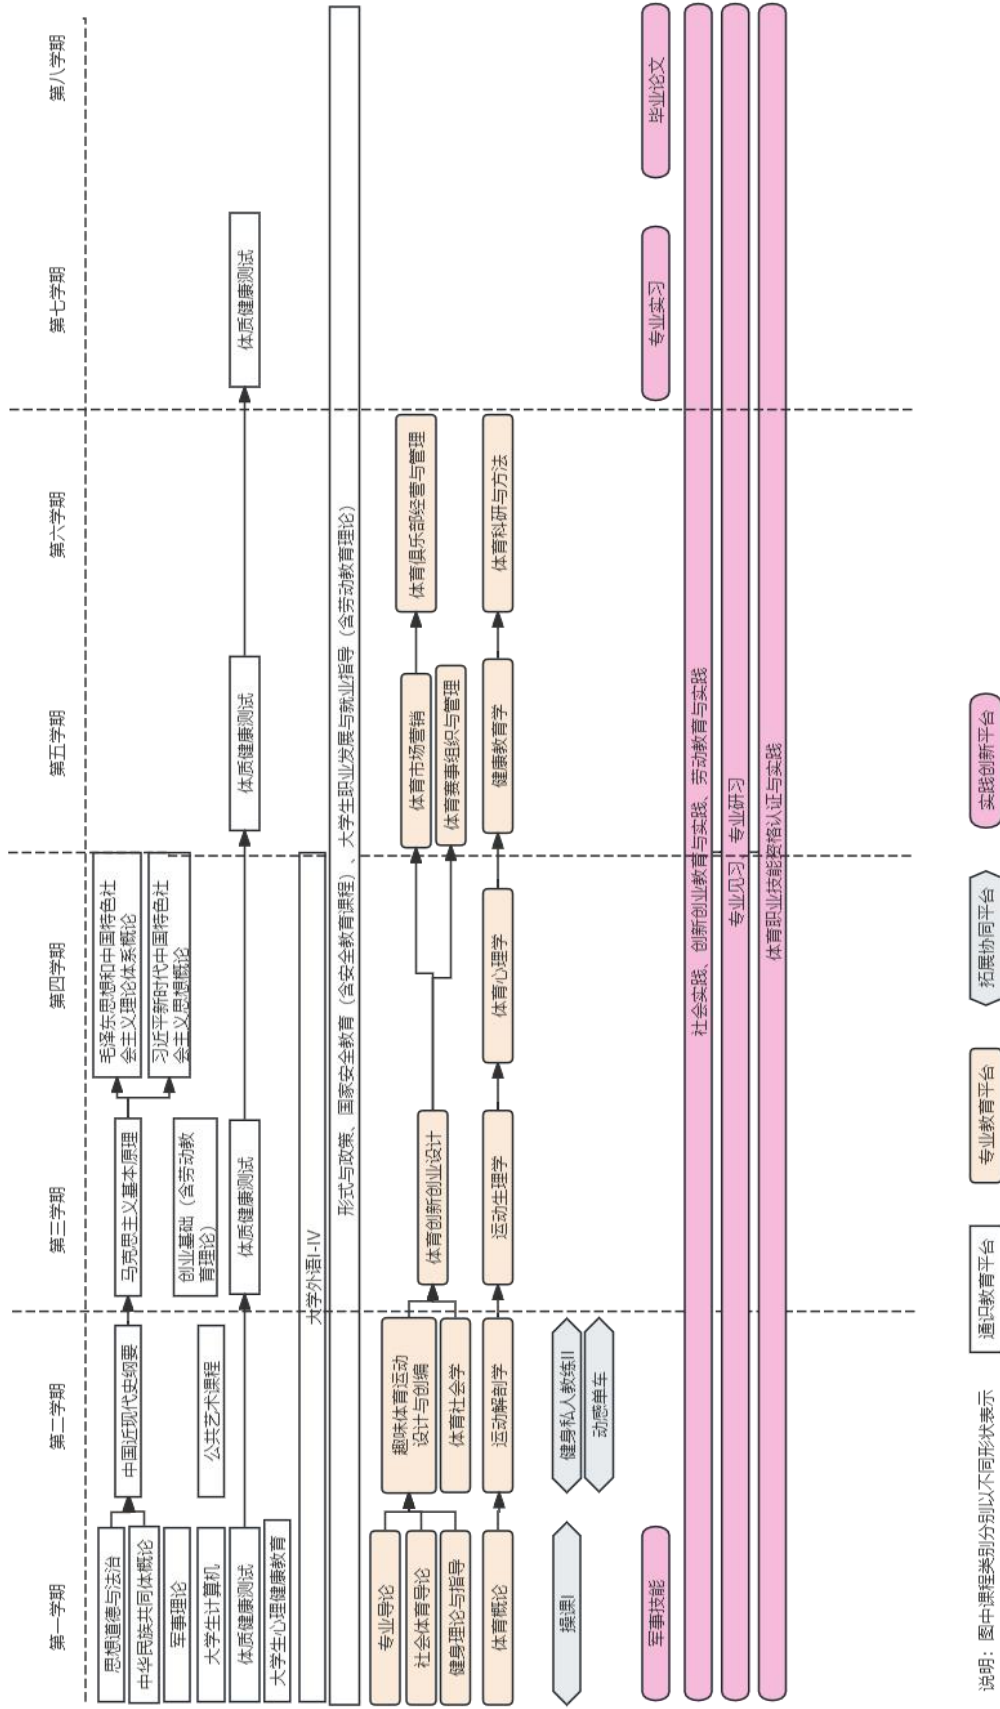 第一学期
第二学期
第三学期
第四学期
第五学期
第六学期
第七学期
第八学期
思想道德与法治
中华民族共同体概论
军事理论
大学生计算机
体质健康测试
大学生心理健康教育
中国近现代史纲要
公共艺术课程
马克思主义基本原理
创业基础（含劳动教
育理论）
体质健康测试
毛泽东思想和中国特色社
会主义理论体系概论
习近平新时代中国特色社
会主义思想概论
体质健康测试
体质健康测试
大学外语I-IV
形式与政策、国家安全教育（含安全教育课程）、大学生职业发展与就业指导（含劳动教育理论）
专业导论
社会体育导论
健身理论与指导
体育概论
趣味体育运动
设计与创编
体育社会学
运动解剖学
体育创新创业设计
运动生理学
体育心理学
体育市场营销
体育赛事组织与管理
健康教育学
体育俱乐部经营与管理
体育科研与方法
操课I
健身私人教练II
动感单车
军事技能
专业实习
毕业论文
社会实践、创新创业教育与实践、劳动教育与实践
专业见习、专业研习
体育职业技能资格认证与实践
说明：图中课程类别分别以不同形状表示
通识教育平台
专业教育平台
拓展协同平台
实践创新平台